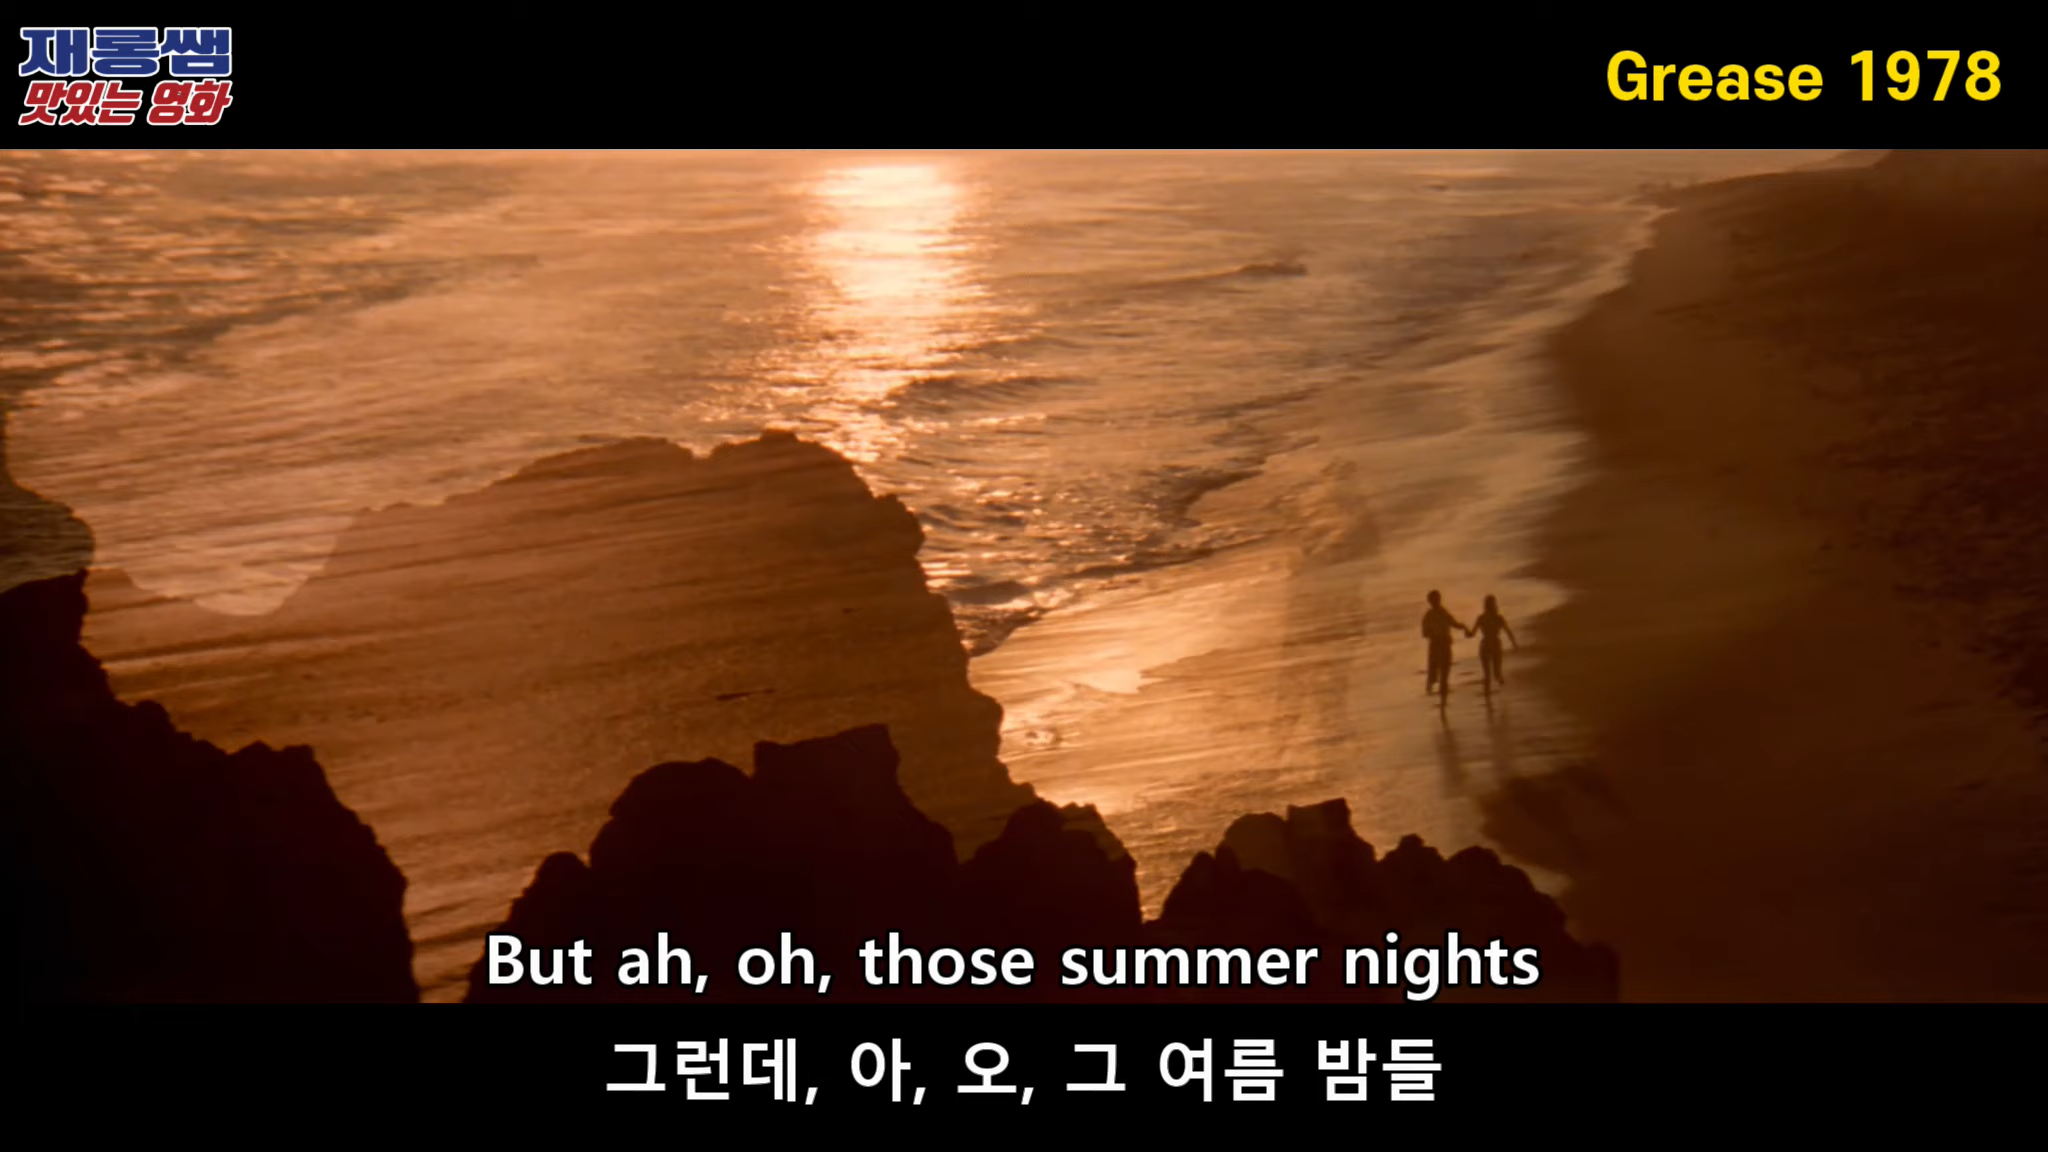 재롱쌤
맛있는 영화
Grease 1978
But ah, oh, those summer nights
그런데, 아, 오, 그 여름 밤들